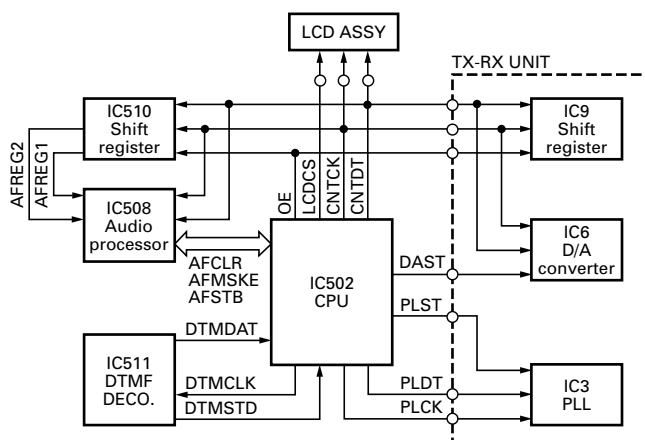 LCD ASSY
TX-RX UNIT
IC510
Shift
register
IC9
Shift
register
AFREG2
AFREG1
OE
LCDCS
CNTCK
CNTDT
IC508
Audio
processor
IC6
D/A
converter
AFCLR
AFMSKE
AFSTB
IC502
CPU
DAST
PLST
DTMDAT
IC511
DTMF
DECO.
DTMCLK
DTMSTD
PLDT
PLCK
IC3
PLL